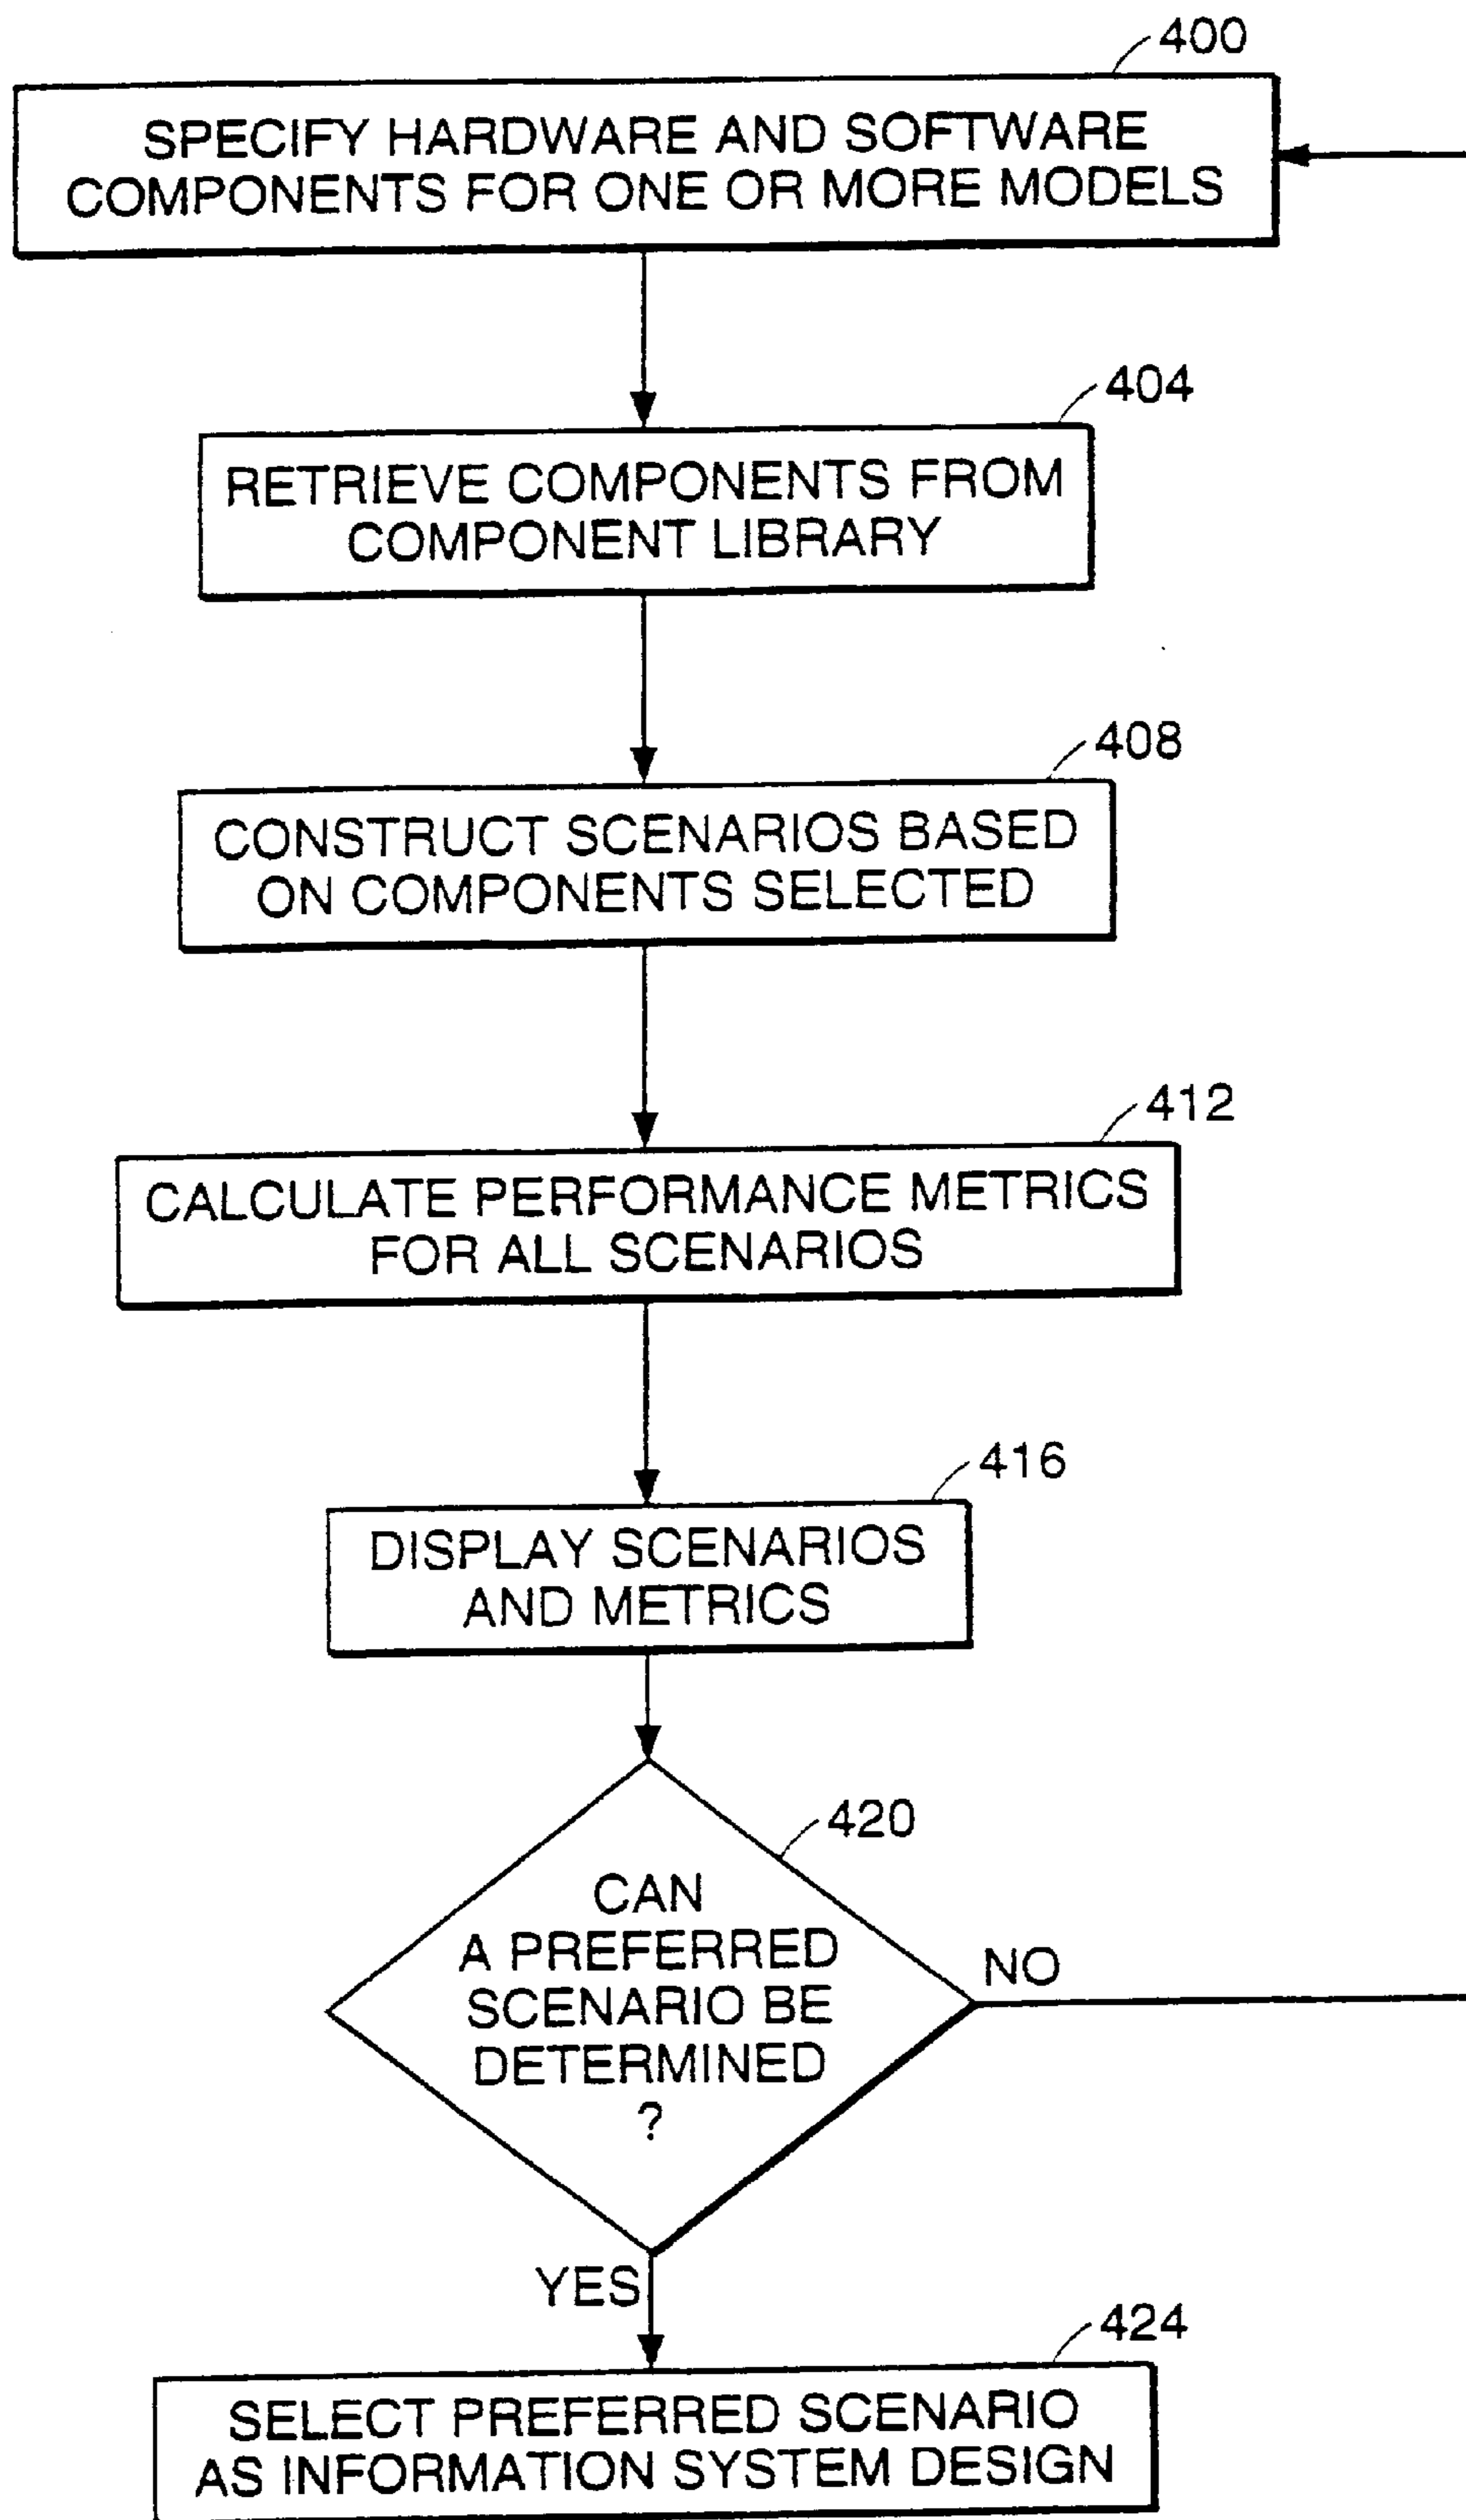 400
SPECIFY HARDWARE AND SOFTWARE
COMPONENTS FOR ONE OR MORE MODELS
404
RETRIEVE COMPONENTS FROM
COMPONENT LIBRARY
408
CONSTRUCT SCENARIOS BASED
ON COMPONENTS SELECTED
412
CALCULATE PERFORMANCE METRICS
FOR ALL SCENARIOS
416
DISPLAY SCENARIOS
AND METRICS
420
CAN
A PREFERRED
SCENARIO BE
DETERMINED
?
NO
YES
424
SELECT PREFERRED SCENARIO
AS INFORMATION SYSTEM DESIGN